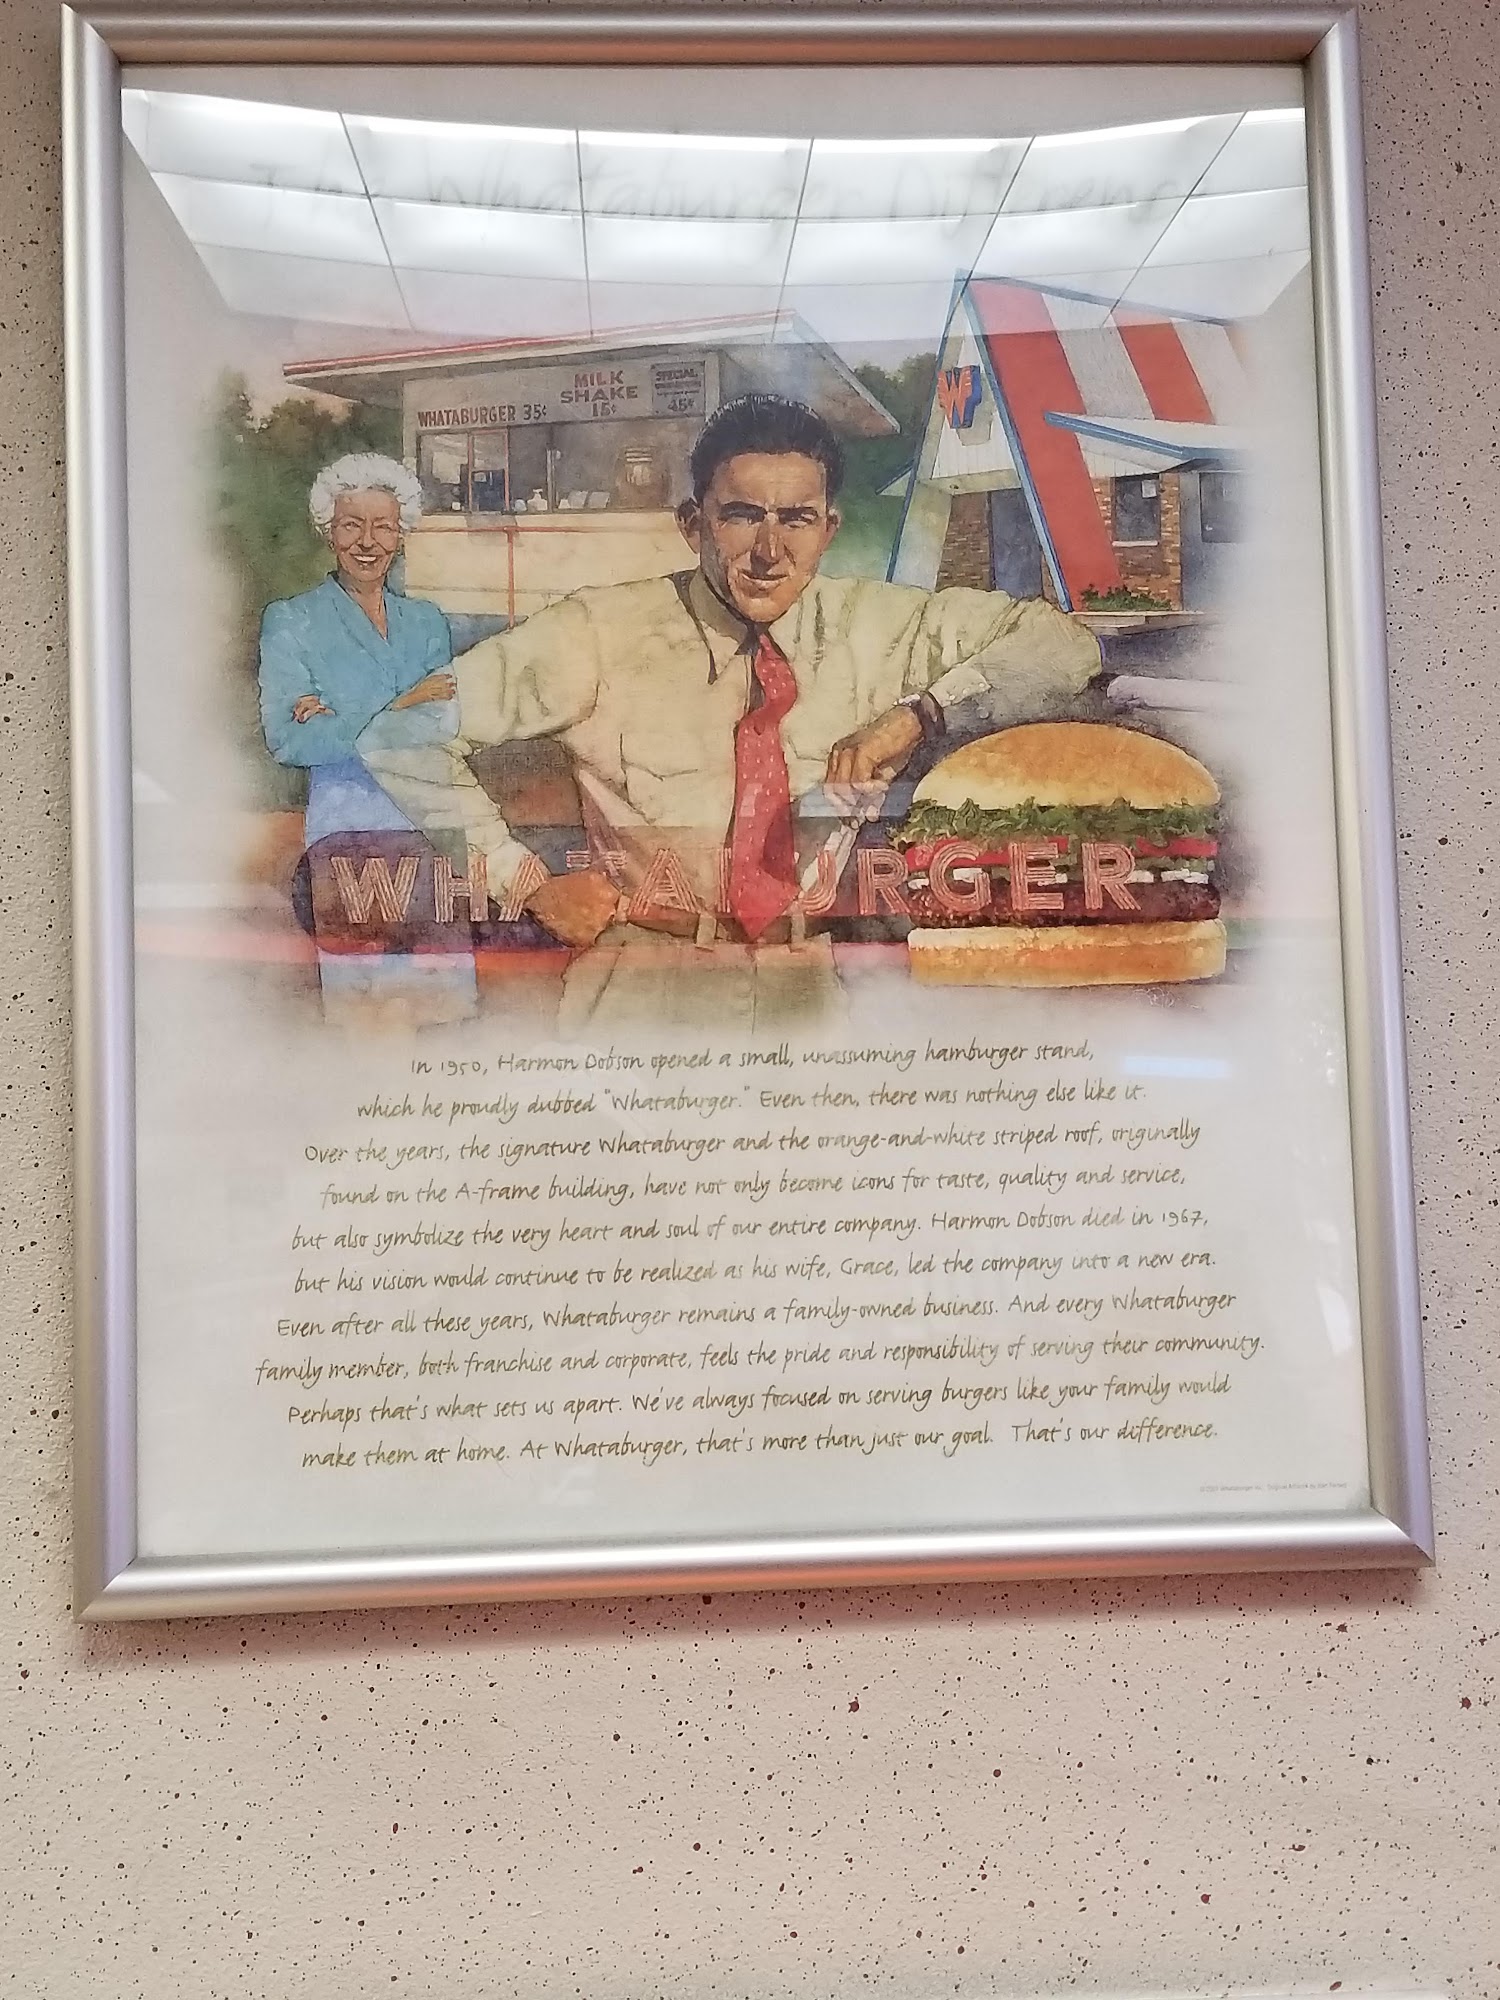 The Whataburger Difference
WHATABURGER 35¢
MILK
SHAKE
15¢
SPECIAL
45¢
W
WHATABURGER
In 1950, Harmon Dobson opened a small, unassuming hamburger stand,
which he proudly dubbed "Whataburger." Even then, there was nothing else like it.
Over the years, the signature Whataburger and the orange-and-white striped roof, originally
found on the A-frame building, have not only become icons for taste, quality and service,
but also symbolize the very heart and soul of our entire company. Harmon Dobson died in 1967,
but his vision would continue to be realized as his wife, Grace, led the company into a new era.
Even after all these years, Whataburger remains a family-owned business. And every Whataburger
family member, both franchise and corporate, feels the pride and responsibility of serving their community.
Perhaps that's what sets us apart. We've always focused on serving burgers like your family would
make them at home. At Whataburger, that's more than just our goal. That's our difference.